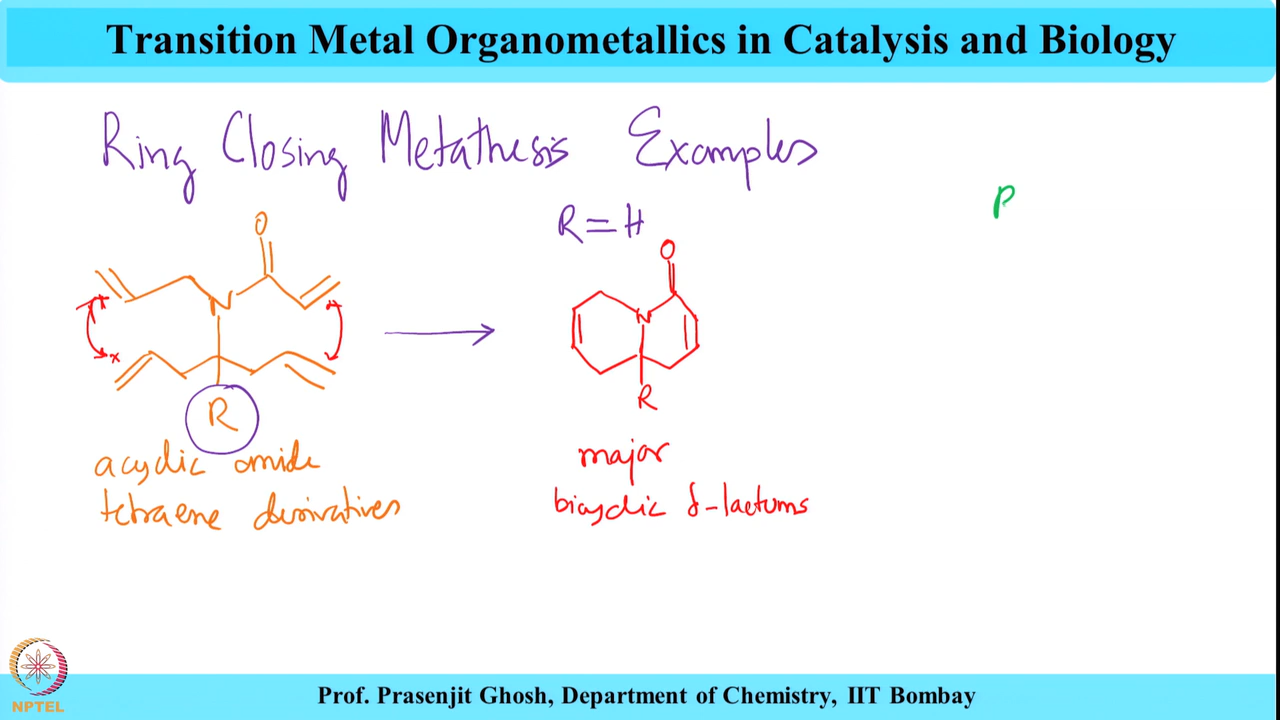 Transition Metal Organometallics in Catalysis and Biology
Ring Closing Metathesis Examples
R = H
P
O
N
R
acyclic amide
tetraene derivatives
O
N
R
major
bicyclic δ-lactums
NPTEL
Prof. Prasenjit Ghosh, Department of Chemistry, IIT Bombay